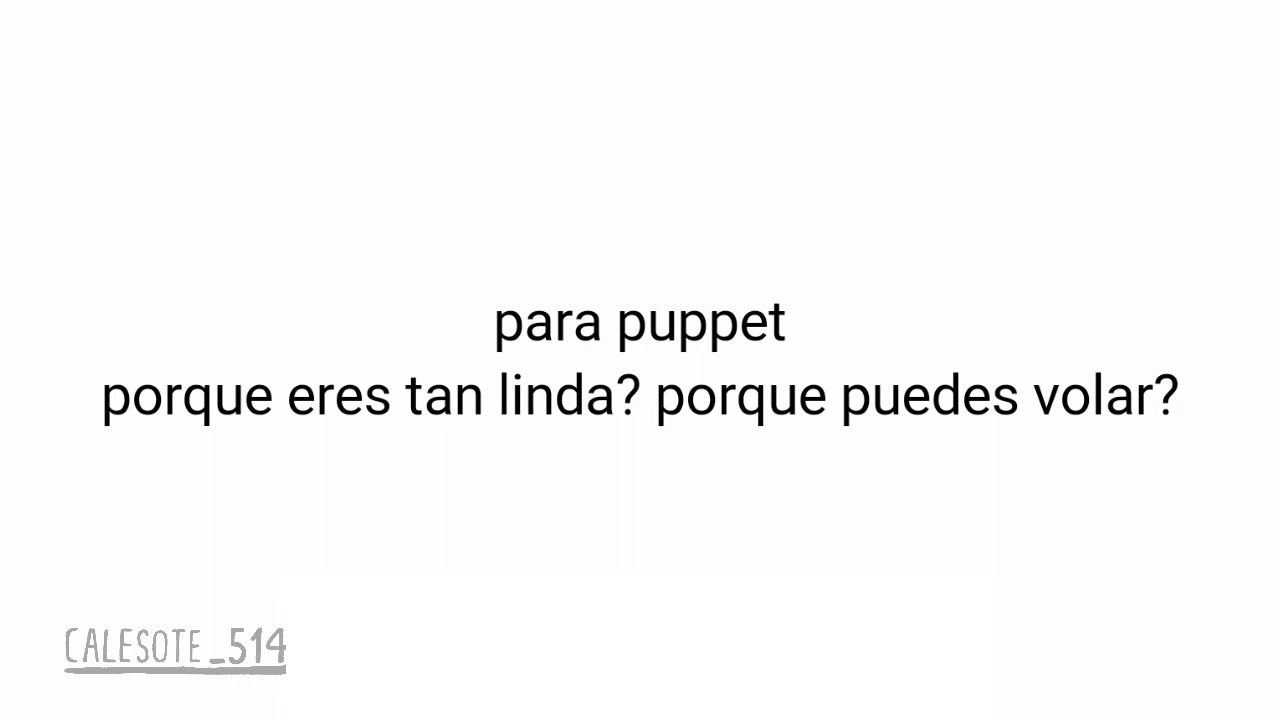 para puppet
porque eres tan linda? porque puedes volar?
CALESOTE_514